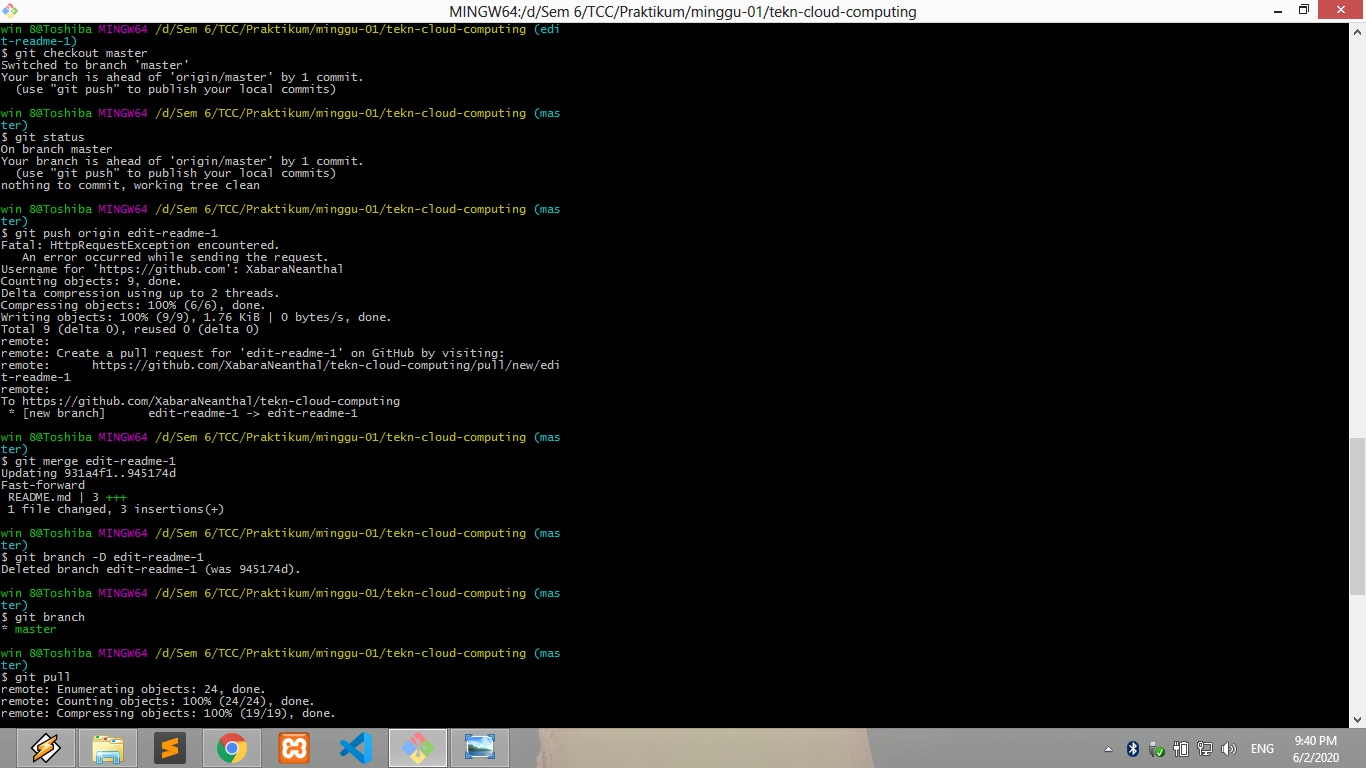 MINGW64:/d/Sem 6/TCC/Praktikum/minggu-01/tekn-cloud-computing
win 8@Toshiba MINGW64 /d/Sem 6/TCC/Praktikum/minggu-01/tekn-cloud-computing (edi
t-readme-1)
$ git checkout master
Switched to branch 'master'
Your branch is ahead of 'origin/master' by 1 commit.
  (use "git push" to publish your local commits)
win 8@Toshiba MINGW64 /d/Sem 6/TCC/Praktikum/minggu-01/tekn-cloud-computing (mas
ter)
$ git status
On branch master
Your branch is ahead of 'origin/master' by 1 commit.
  (use "git push" to publish your local commits)
nothing to commit, working tree clean
win 8@Toshiba MINGW64 /d/Sem 6/TCC/Praktikum/minggu-01/tekn-cloud-computing (mas
ter)
$ git push origin edit-readme-1
Fatal: HttpRequestException encountered.
   An error occurred while sending the request.
Username for 'https://github.com': XabaraNeanthal
Counting objects: 9, done.
Delta compression using up to 2 threads.
Compressing objects: 100% (6/6), done.
Writing objects: 100% (9/9), 1.76 KiB | 0 bytes/s, done.
Total 9 (delta 0), reused 0 (delta 0)
remote:
remote: Create a pull request for 'edit-readme-1' on GitHub by visiting:
remote:      https://github.com/XabaraNeanthal/tekn-cloud-computing/pull/new/edi
t-readme-1
remote:
To https://github.com/XabaraNeanthal/tekn-cloud-computing
 * [new branch]      edit-readme-1 -> edit-readme-1
win 8@Toshiba MINGW64 /d/Sem 6/TCC/Praktikum/minggu-01/tekn-cloud-computing (mas
ter)
$ git merge edit-readme-1
Updating 931a4f1..945174d
Fast-forward
 README.md | 3 +++
 1 file changed, 3 insertions(+)
win 8@Toshiba MINGW64 /d/Sem 6/TCC/Praktikum/minggu-01/tekn-cloud-computing (mas
ter)
$ git branch -D edit-readme-1
Deleted branch edit-readme-1 (was 945174d).
win 8@Toshiba MINGW64 /d/Sem 6/TCC/Praktikum/minggu-01/tekn-cloud-computing (mas
ter)
$ git branch
* master
win 8@Toshiba MINGW64 /d/Sem 6/TCC/Praktikum/minggu-01/tekn-cloud-computing (mas
ter)
$ git pull
remote: Enumerating objects: 24, done.
remote: Counting objects: 100% (24/24), done.
remote: Compressing objects: 100% (19/19), done.
ENG
9:40 PM
6/2/2020